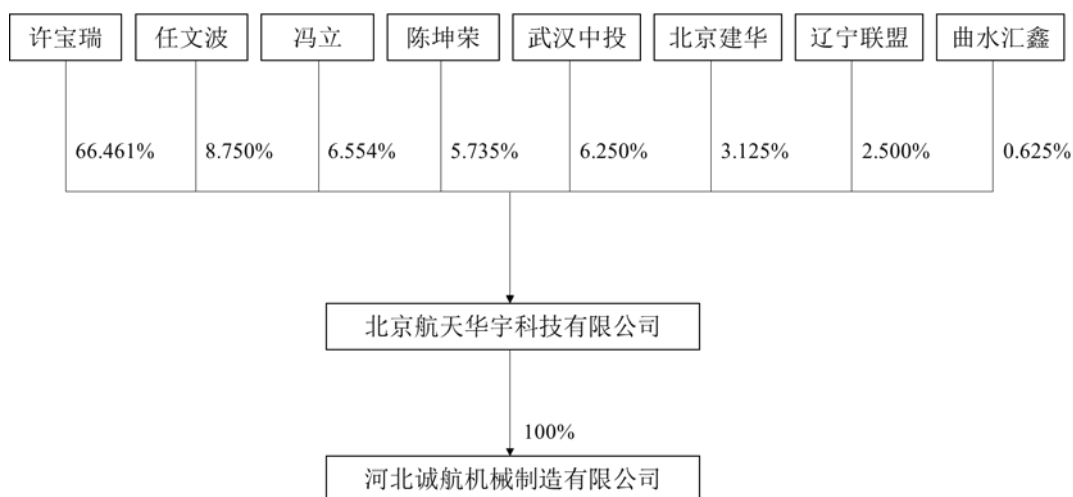 许宝瑞 任文波 冯立 陈坤荣 武汉中投 北京建华 辽宁联盟 曲水汇鑫
66.461% 8.750% 6.554% 5.735% 6.250% 3.125% 2.500% 0.625%
北京航天华宇科技有限公司
100%
河北诚航机械制造有限公司